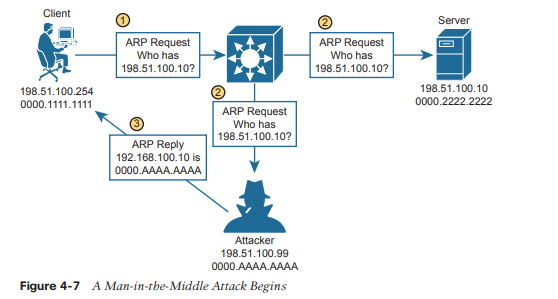 Client
1
ARP Request
Who has
198.51.100.10?
2
ARP Request
Who has
198.51.100.10?
Server
198.51.100.254
0000.1111.1111
198.51.100.10
0000.2222.2222
2
ARP Request
Who has
198.51.100.10?
3
ARP Reply
192.168.100.10 is
0000.AAAA.AAAA
Attacker
198.51.100.99
0000.AAAA.AAAA
Figure 4-7 A Man-in-the-Middle Attack Begins